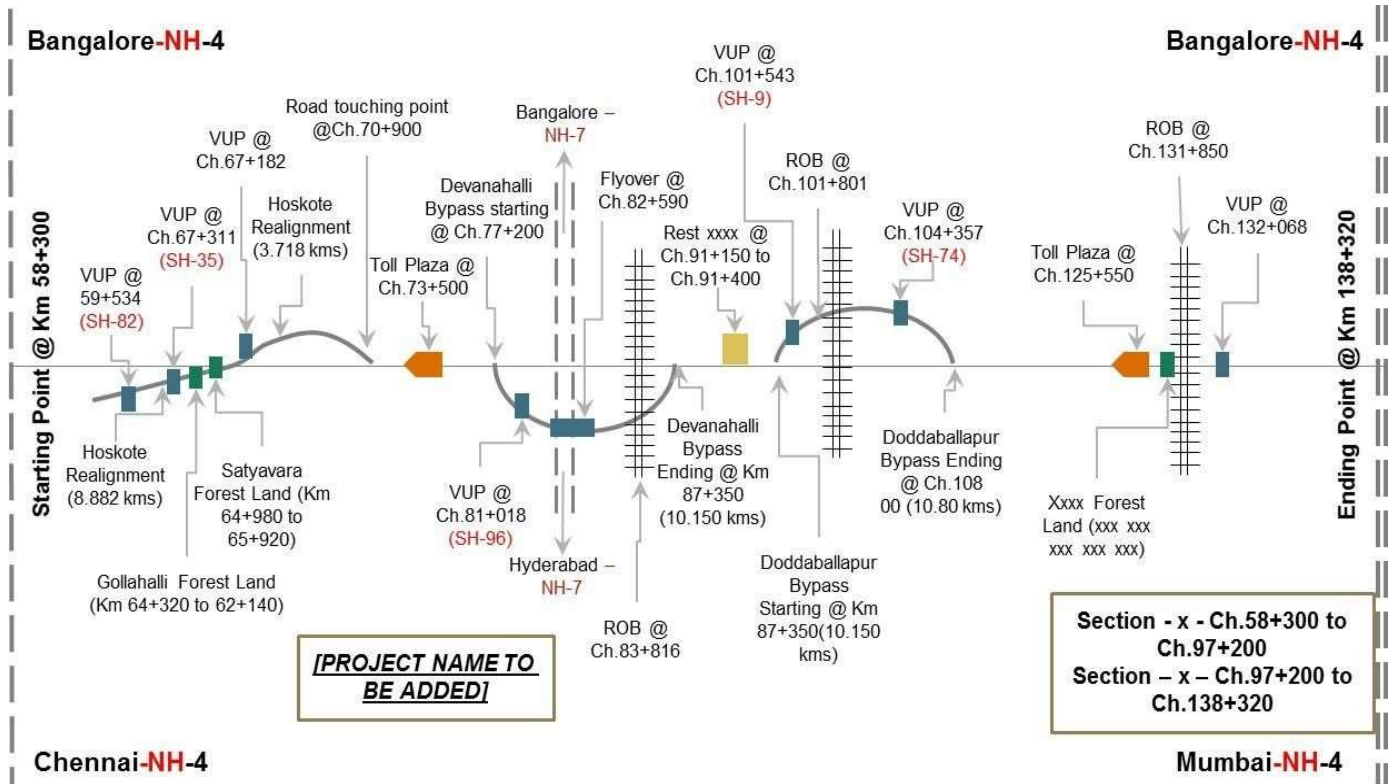 Bangalore-NH-4
Bangalore-NH-4
Starting Point @ Km 58+300
VUP @
59+534
(SH-82)
VUP @
Ch.67+311
(SH-35)
VUP @
Ch.67+182
Hoskote
Realignment
(3.718 kms)
Road touching point
@Ch.70+900
Toll Plaza @
Ch.73+500
Devanahalli
Bypass starting
@ Ch.77+200
Bangalore –
NH-7
Flyover @
Ch.82+590
Rest xxxx @
Ch.91+150 to
Ch.91+400
VUP @
Ch.101+543
(SH-9)
ROB @
Ch.101+801
VUP @
Ch.104+357
(SH-74)
Toll Plaza @
Ch.125+550
ROB @
Ch.131+850
VUP @
Ch.132+068
Ending Point @ Km 138+320
Hoskote
Realignment
(8.882 kms)
Satyavara
Forest Land (Km
64+980 to
65+920)
Gollahalli Forest Land
(Km 64+320 to 62+140)
VUP @
Ch.81+018
(SH-96)
Hyderabad –
NH-7
ROB @
Ch.83+816
Devanahalli
Bypass
Ending @ Km
87+350
(10.150 kms)
Doddaballapur
Bypass
Starting @ Km
87+350(10.150
kms)
Doddaballapur
Bypass Ending
@ Ch.108
00 (10.80 kms)
Xxxx Forest
Land (xxx xxx
xxx xxx xxx)
[PROJECT NAME TO
BE ADDED]
Section - x - Ch.58+300 to
Ch.97+200
Section – x – Ch.97+200 to
Ch.138+320
Chennai-NH-4
Mumbai-NH-4